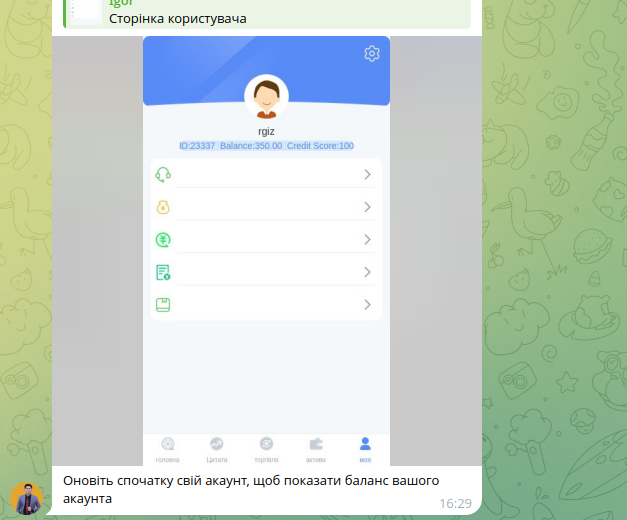 Igor
Сторінка користувача
rgiz
ID:23337 Balance:350.00 Credit Score:100
головна Цитати торгівля активи моя
Оновіть спочатку свій акаунт, щоб показати баланс вашого
акаунта
16:29